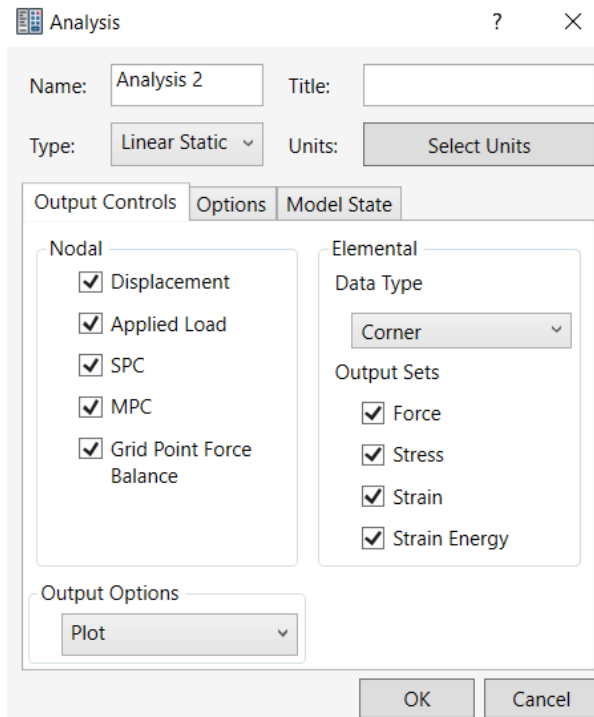 Analysis
?
Name: Analysis 2 Title:
Type: Linear Static Units: Select Units
Output Controls Options Model State
Nodal
Displacement
Applied Load
SPC
MPC
Grid Point Force
Balance
Elemental
Data Type
Corner
Output Sets
Force
Stress
Strain
Strain Energy
Output Options
Plot
OK Cancel